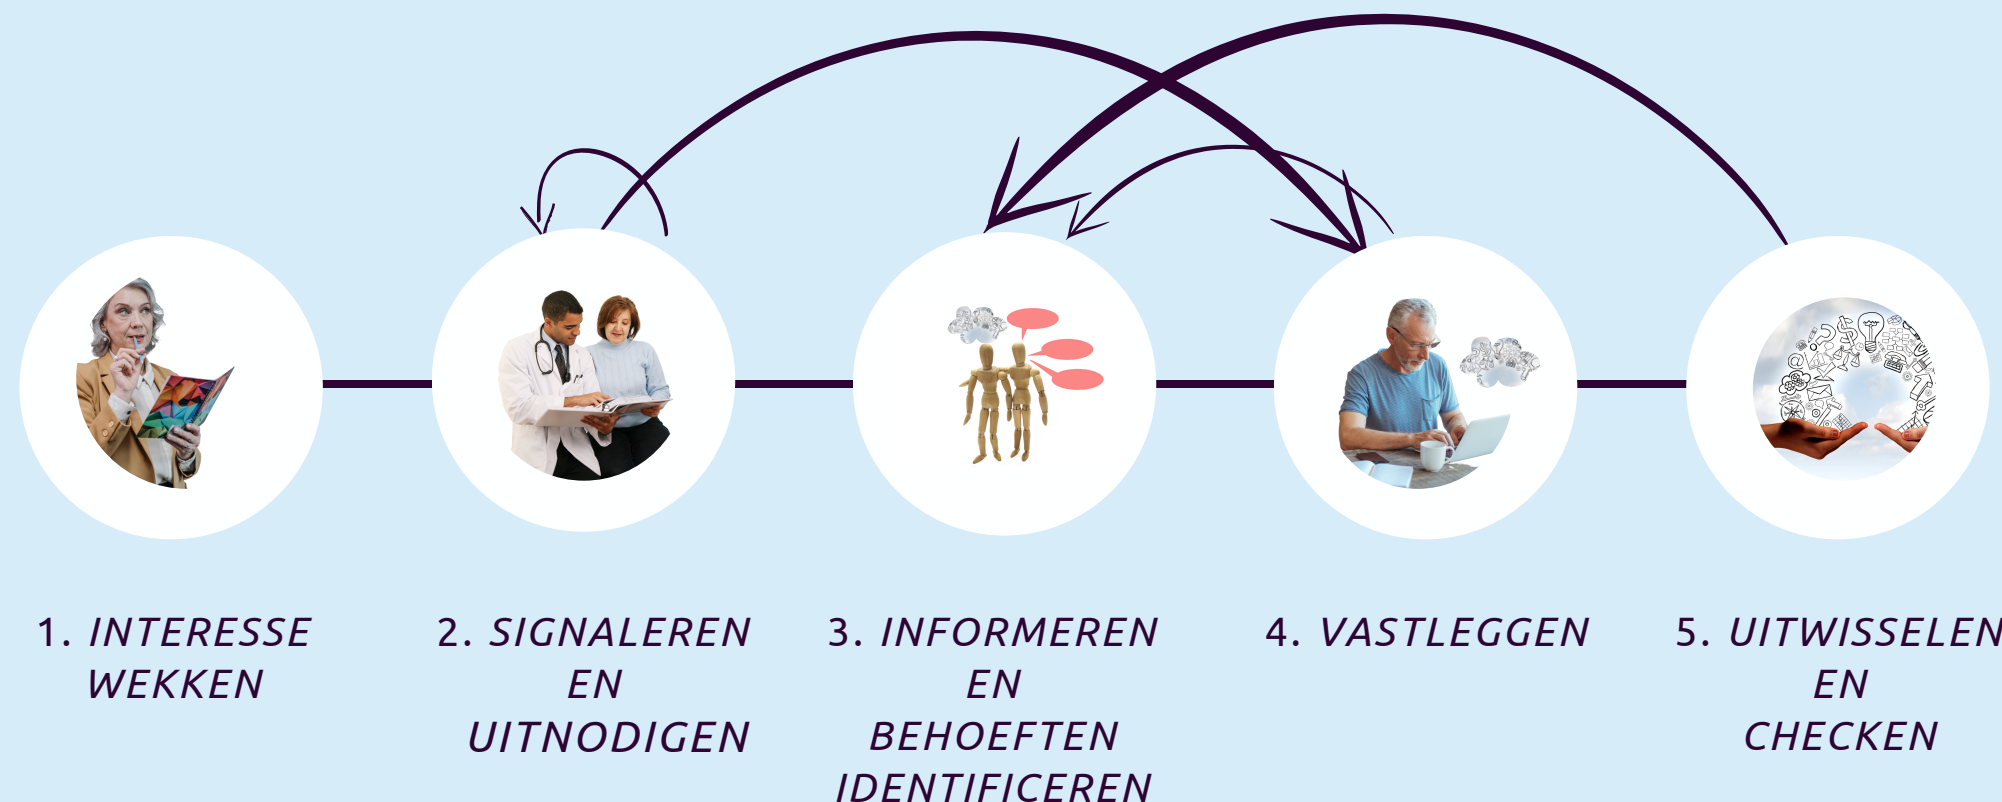 1. INTERESSE
WEKKEN
2. SIGNALEREN
EN
UITNODIGEN
3. INFORMEREN
EN
BEHOEFTEN
IDENTIFICEREN
4. VASTLEGGEN
5. UITWISSELEN
EN
CHECKEN